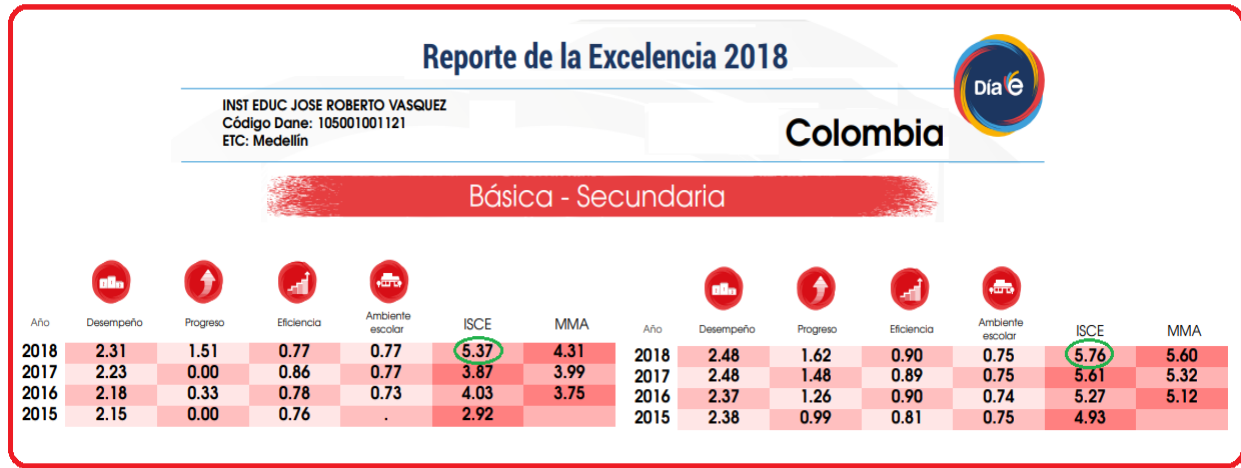 Reporte de la Excelencia 2018
Día e
INST EDUC JOSE ROBERTO VASQUEZ
Código Dane: 105001001121
ETC: Medellín
Colombia
Básica - Secundaria
Año Desempeño Progreso Eficiencia Ambiente escolar ISCE MMA
2018 2.31 1.51 0.77 0.77 5.37 4.31
2017 2.23 0.00 0.86 0.77 3.87 3.99
2016 2.18 0.33 0.78 0.73 4.03 3.75
2015 2.15 0.00 0.76 . 2.92
Año Desempeño Progreso Eficiencia Ambiente escolar ISCE MMA
2018 2.48 1.62 0.90 0.75 5.76 5.60
2017 2.48 1.48 0.89 0.75 5.61 5.32
2016 2.37 1.26 0.90 0.74 5.27 5.12
2015 2.38 0.99 0.81 0.75 4.93